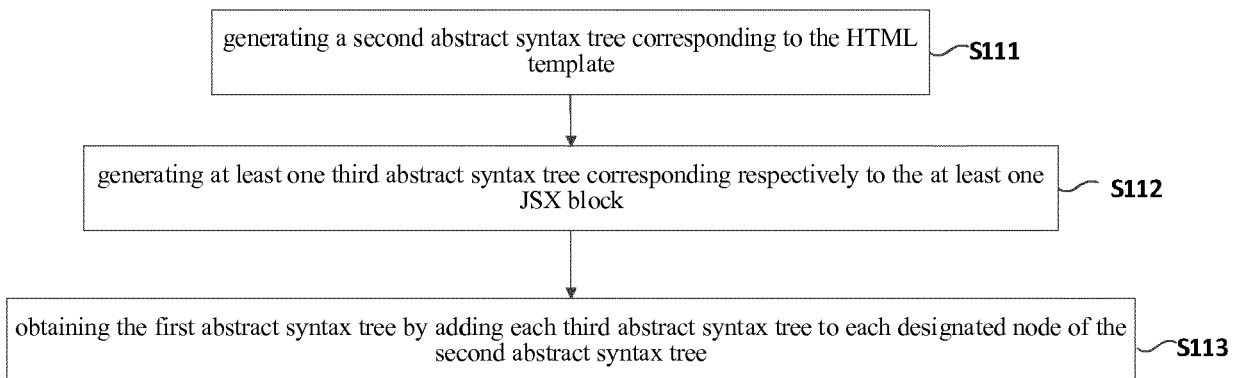 generating a second abstract syntax tree corresponding to the HTML
template
S111
generating at least one third abstract syntax tree corresponding respectively to the at least one
JSX block
S112
obtaining the first abstract syntax tree by adding each third abstract syntax tree to each designated node of the
second abstract syntax tree
S113